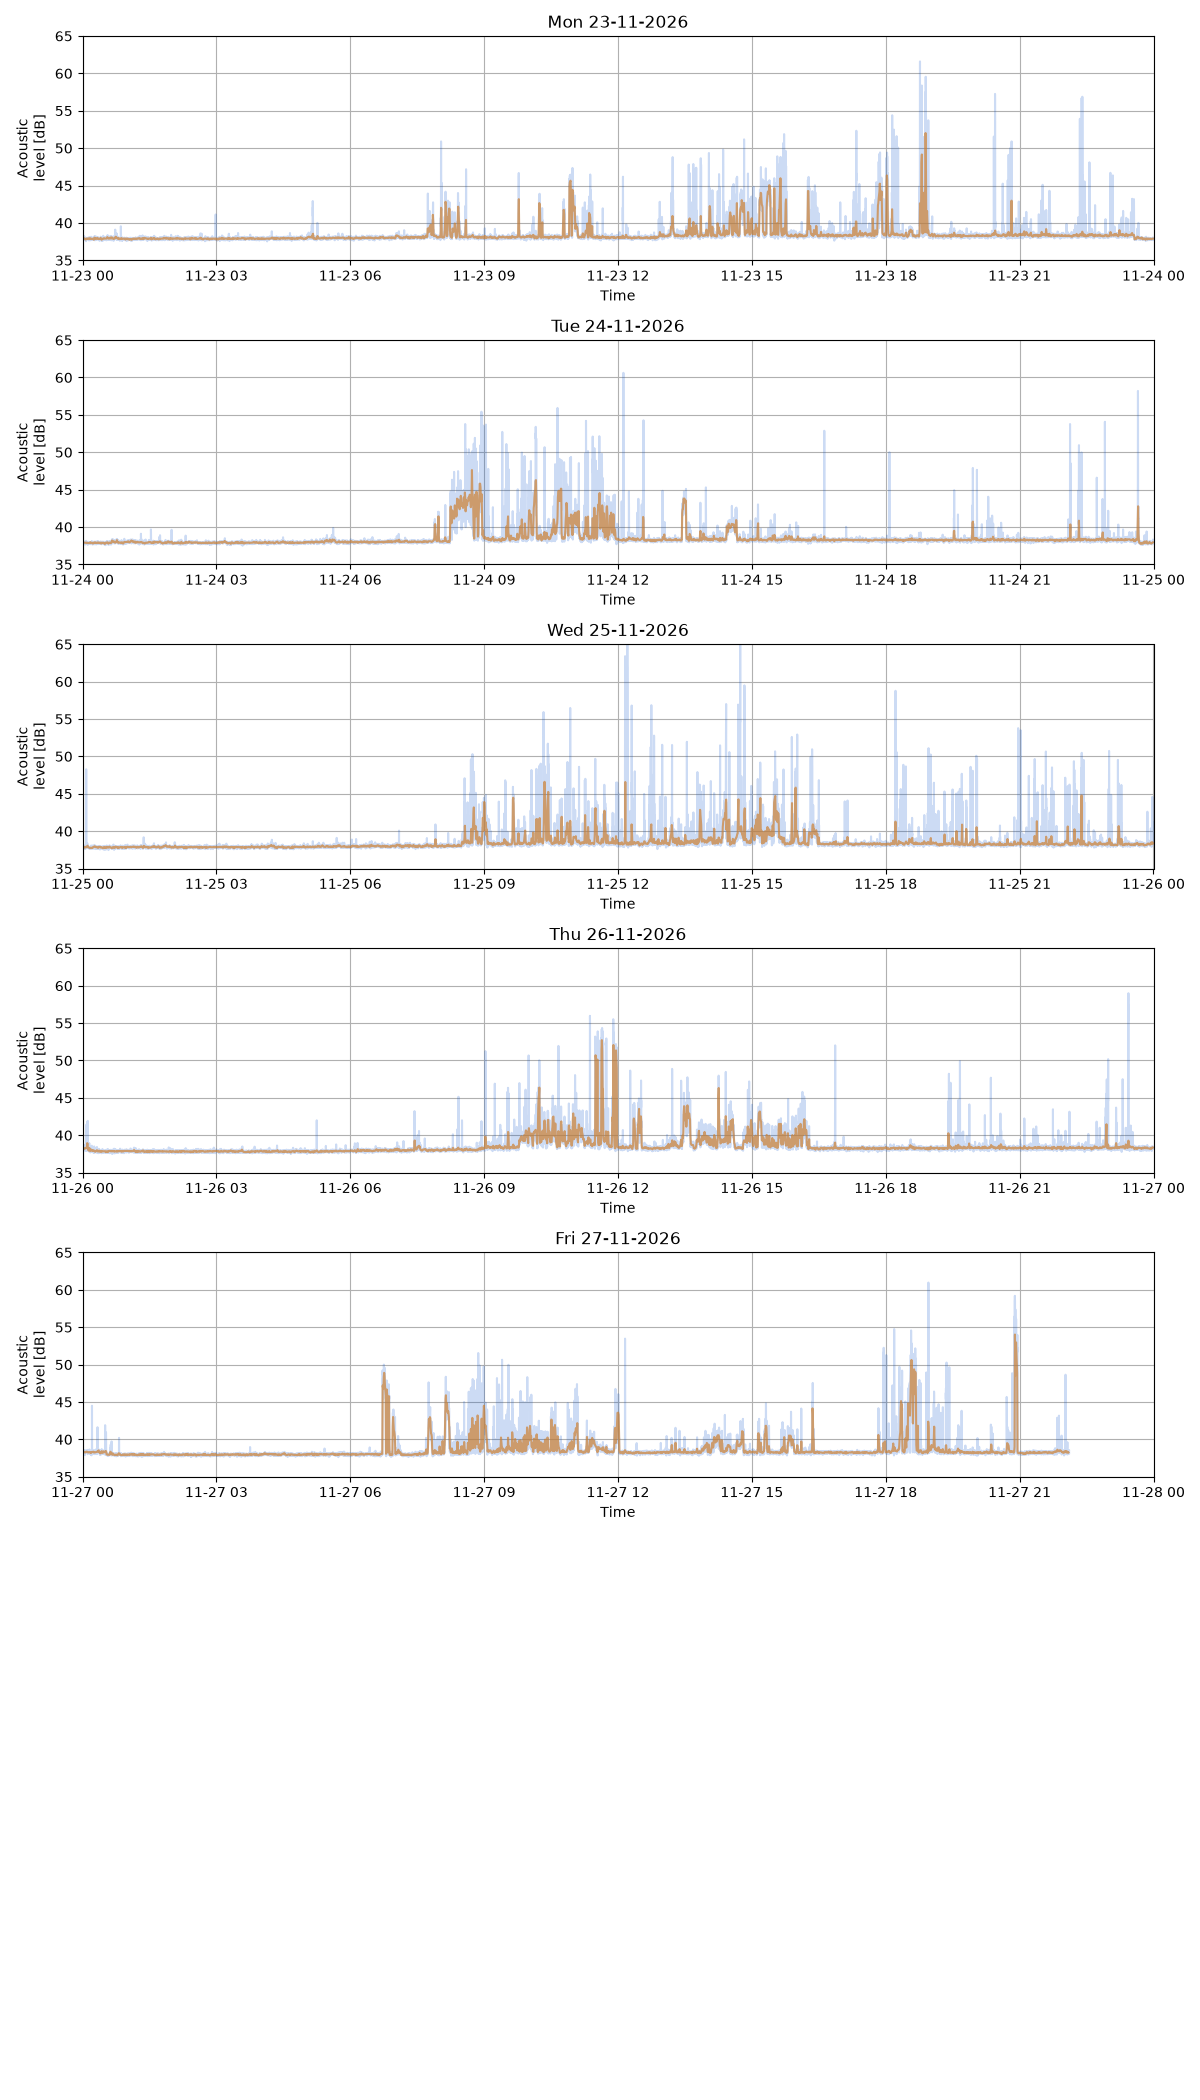 Mon 23-11-2026
Acoustic
level [dB]
65
60
55
50
45
40
35
11-23 00 11-23 03 11-23 06 11-23 09 11-23 12 11-23 15 11-23 18 11-23 21 11-24 00
Time
Tue 24-11-2026
Acoustic
level [dB]
65
60
55
50
45
40
35
11-24 00 11-24 03 11-24 06 11-24 09 11-24 12 11-24 15 11-24 18 11-24 21 11-25 00
Time
Wed 25-11-2026
Acoustic
level [dB]
65
60
55
50
45
40
35
11-25 00 11-25 03 11-25 06 11-25 09 11-25 12 11-25 15 11-25 18 11-25 21 11-26 00
Time
Thu 26-11-2026
Acoustic
level [dB]
65
60
55
50
45
40
35
11-26 00 11-26 03 11-26 06 11-26 09 11-26 12 11-26 15 11-26 18 11-26 21 11-27 00
Time
Fri 27-11-2026
Acoustic
level [dB]
65
60
55
50
45
40
35
11-27 00 11-27 03 11-27 06 11-27 09 11-27 12 11-27 15 11-27 18 11-27 21 11-28 00
Time